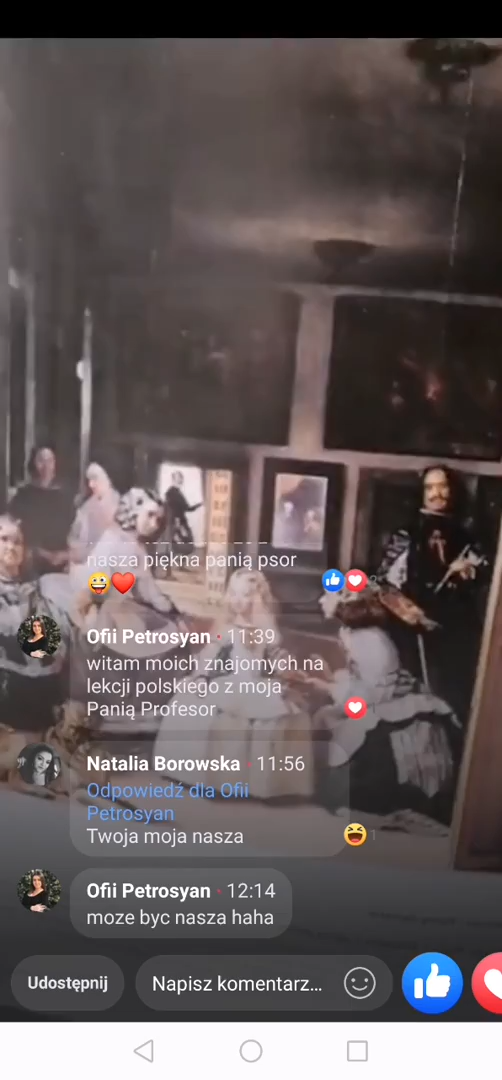 nasza piękna panią psor
😜❤️
Ofii Petrosyan · 11:39
witam moich znajomych na
lekcji polskiego z moja
Panią Profesor
Natalia Borowska · 11:56
Odpowiedź dla Ofii
Petrosyan
Twoja moja nasza
1
Ofii Petrosyan · 12:14
moze byc nasza haha
Udostępnij
Napisz komentarz...